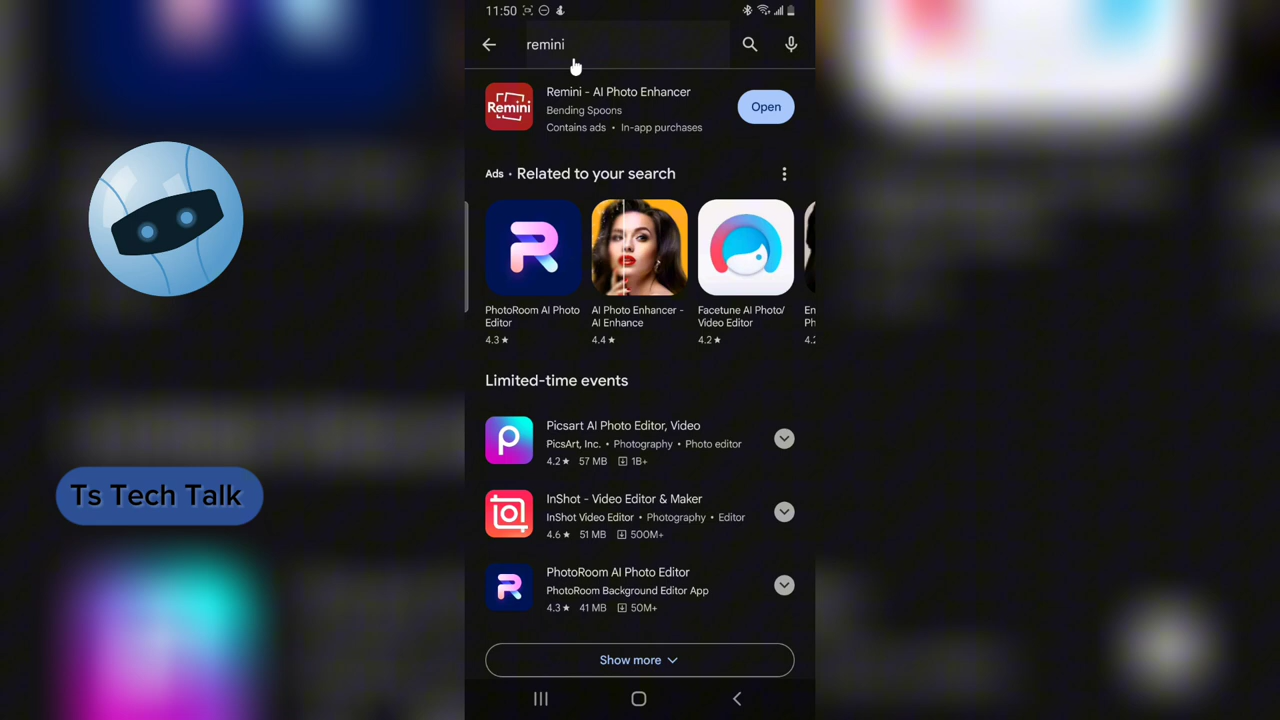 11:50
remini
Remini
Remini - AI Photo Enhancer
Bending Spoons
Contains ads • In-app purchases
Open
Ads • Related to your search
PhotoRoom AI Photo
Editor
4.3★
AI Photo Enhancer -
AI Enhance
4.4★
Facetune AI Photo/
Video Editor
4.2★
En
Ph
4.2
Limited-time events
Picsart AI Photo Editor, Video
PicsArt, Inc. • Photography • Photo editor
4.2★ 57 MB 1B+
InShot - Video Editor & Maker
InShot Video Editor • Photography • Editor
4.6★ 51 MB 500M+
PhotoRoom AI Photo Editor
PhotoRoom Background Editor App
4.3★ 41 MB 50M+
Show more
Ts Tech Talk